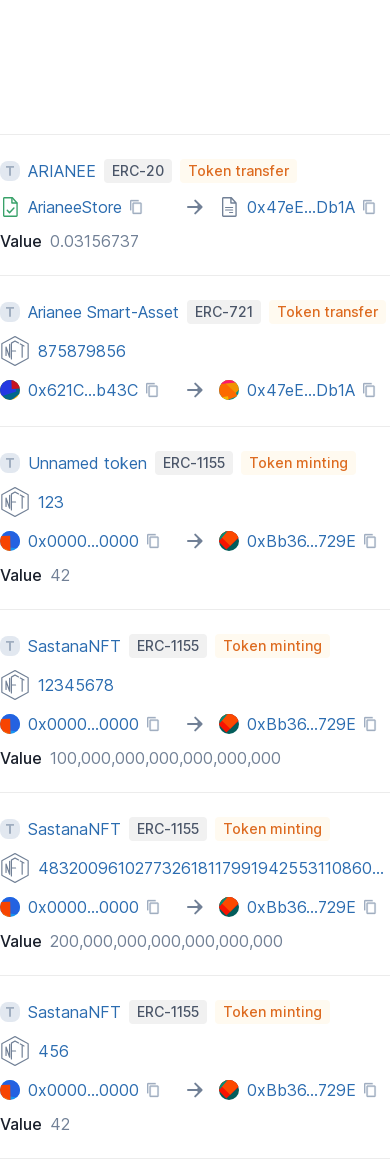 T ARIANEE ERC-20 Token transfer
ArianeeStore → 0x47eE...Db1A
Value 0.03156737
T Arianee Smart-Asset ERC-721 Token transfer
NFT 875879856
0x621C...b43C → 0x47eE...Db1A
T Unnamed token ERC-1155 Token minting
NFT 123
0x0000...0000 → 0xBb36...729E
Value 42
T SastanaNFT ERC-1155 Token minting
NFT 12345678
0x0000...0000 → 0xBb36...729E
Value 100,000,000,000,000,000,000
T SastanaNFT ERC-1155 Token minting
NFT 483200961027732618117991942553110860...
0x0000...0000 → 0xBb36...729E
Value 200,000,000,000,000,000,000
T SastanaNFT ERC-1155 Token minting
NFT 456
0x0000...0000 → 0xBb36...729E
Value 42